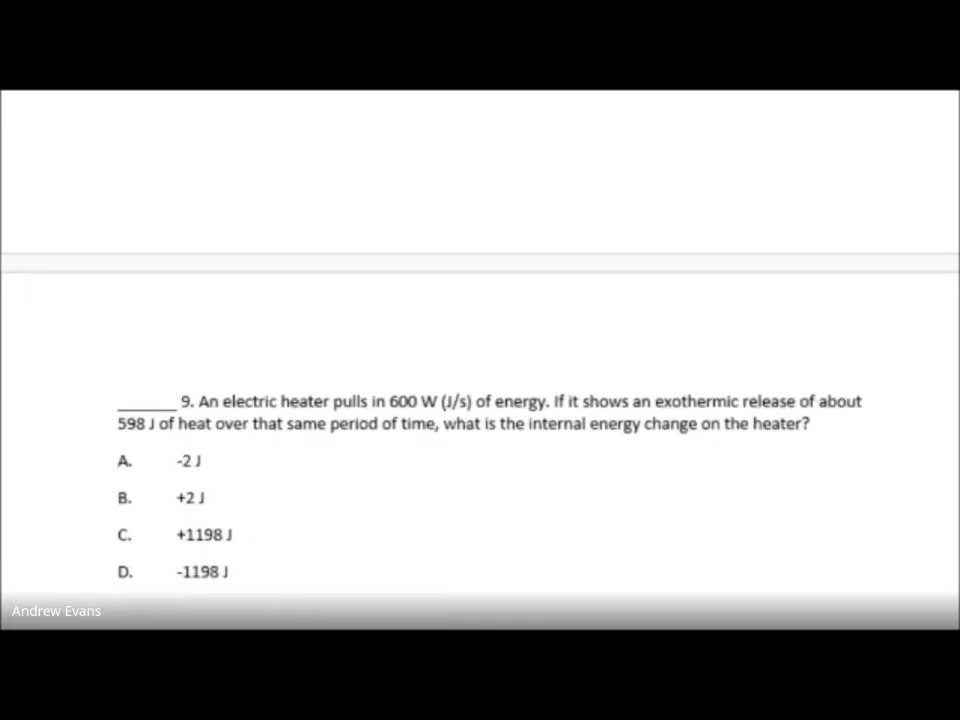 ______ 9. An electric heater pulls in 600 W (J/s) of energy. If it shows an exothermic release of about
598 J of heat over that same period of time, what is the internal energy change on the heater?
A. -2 J
B. +2 J
C. +1198 J
D. -1198 J
Andrew Evans